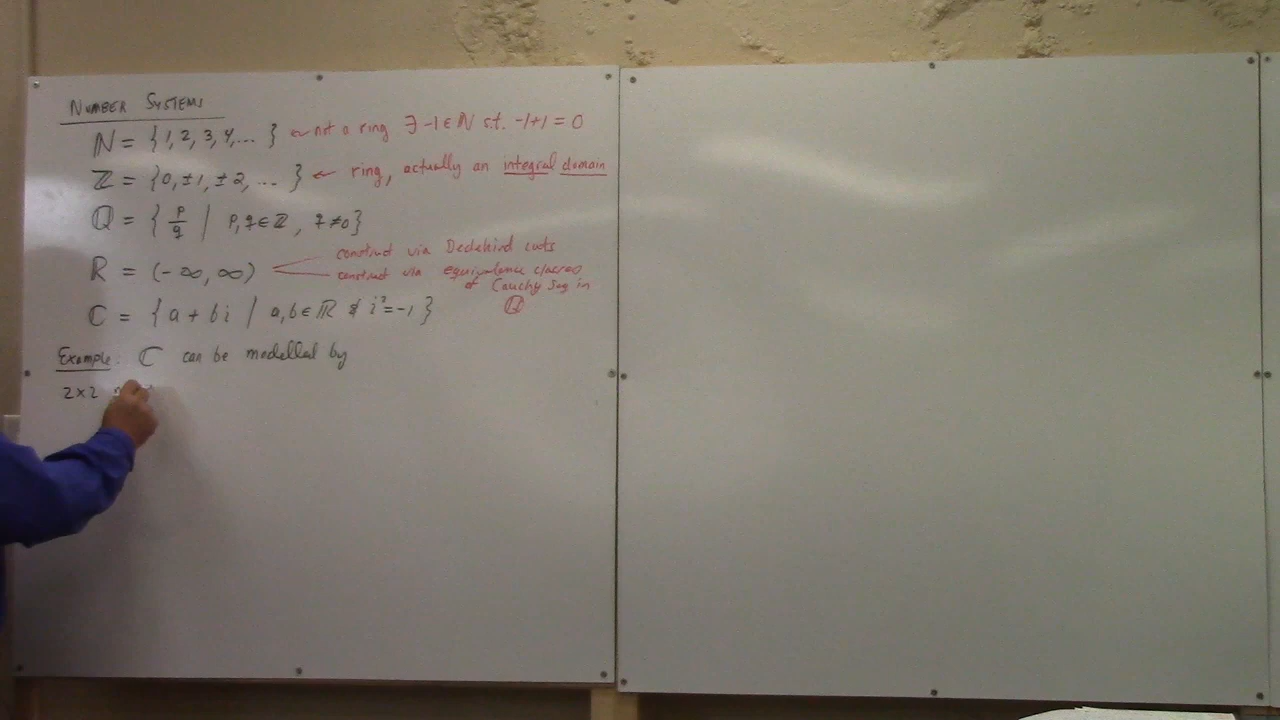 NUMBER SYSTEMS
ℕ = {1, 2, 3, 4, ... } ← not a ring ∃ -1 ∈ ℕ s.t. -1+1 = 0
ℤ = {0, ±1, ±2, ... } ← ring, actually an integral domain
ℚ = { p/q | p, q ∈ ℤ, q ≠ 0}
construct via Dedekind cuts
ℝ = (-∞, ∞)
construct via equivalence classes
of Cauchy seq in
ℚ
ℂ = { a + bi | a, b ∈ ℝ & i² = -1 }
Example: ℂ can be modelled by
2×2